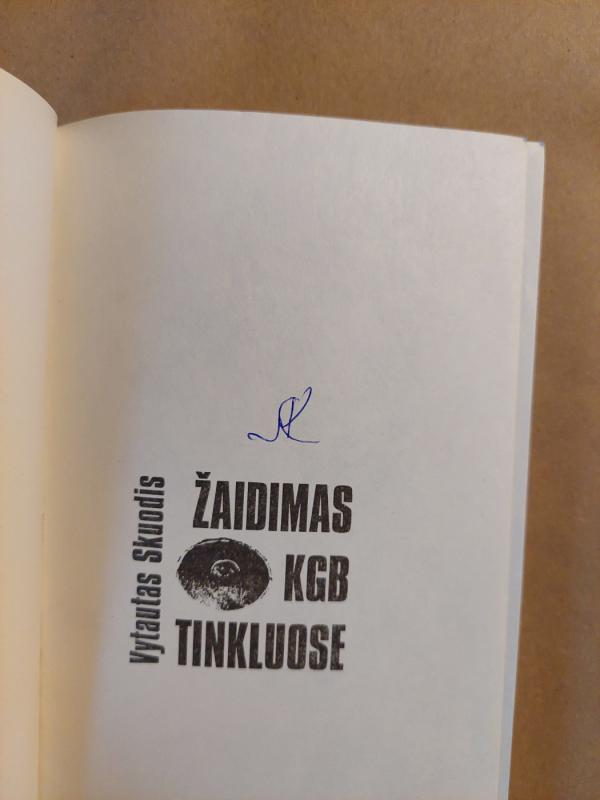 Vytautas Skuodis
ŽAIDIMAS
KGB
TINKLUOSE